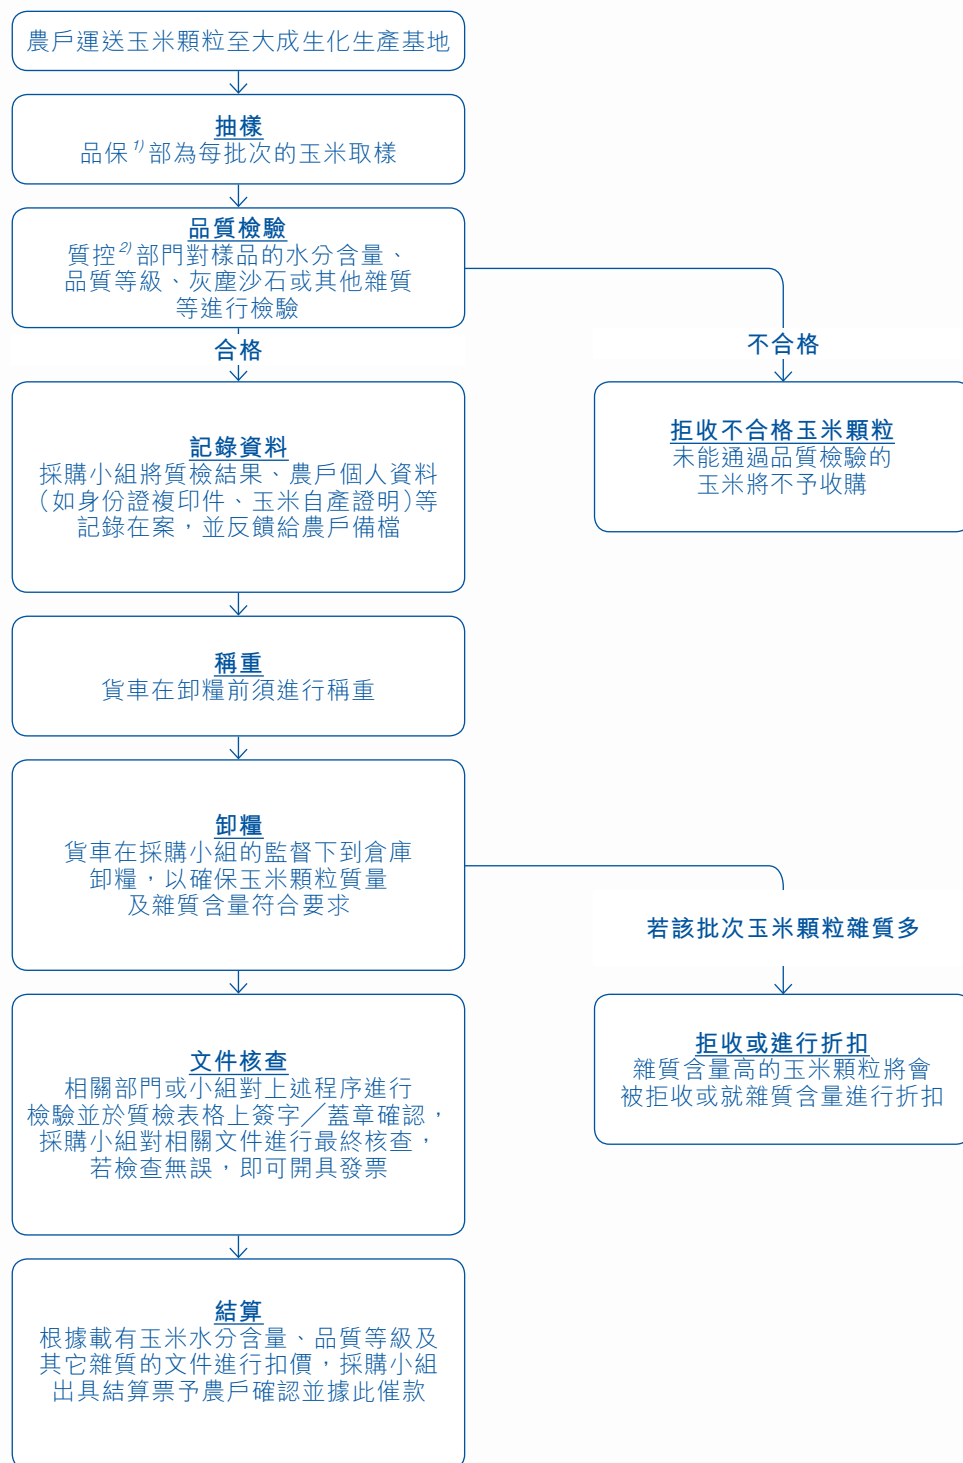 農戶運送玉米顆粒至大成生化生產基地
抽樣
品保1)部為每批次的玉米取樣
品質檢驗
質控2)部門對樣品的水分含量、
品質等級、灰塵沙石或其他雜質
等進行檢驗
合格
不合格
記錄資料
採購小組將質檢結果、農戶個人資料
(如身份證複印件、玉米自產證明)等
記錄在案，並反饋給農戶備檔
拒收不合格玉米顆粒
未能通過品質檢驗的
玉米將不予收購
稱重
貨車在卸糧前須進行稱重
卸糧
貨車在採購小組的監督下到倉庫
卸糧，以確保玉米顆粒質量
及雜質含量符合要求
若該批次玉米顆粒雜質多
拒收或進行折扣
雜質含量高的玉米顆粒將會
被拒收或就雜質含量進行折扣
文件核查
相關部門或小組對上述程序進行
檢驗並於質檢表格上簽字／蓋章確認，
採購小組對相關文件進行最終核查，
若檢查無誤，即可開具發票
結算
根據載有玉米水分含量、品質等級及
其它雜質的文件進行扣價，採購小組
出具結算票予農戶確認並據此催款